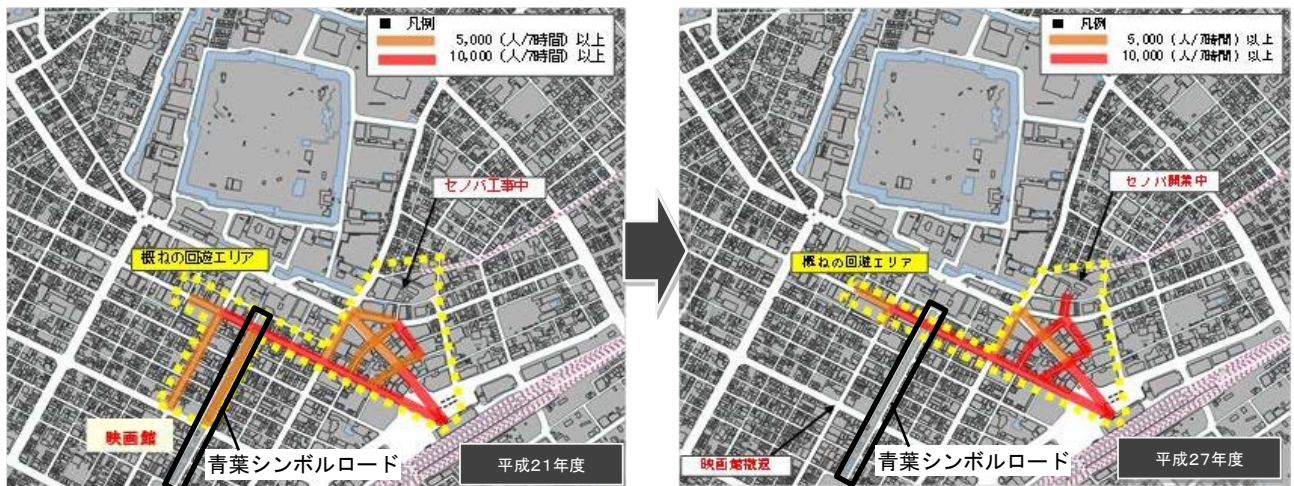 ■ 凡例
5,000（人/7時間）以上
10,000（人/7時間）以上
セノバ工事中
概ねの回遊エリア
映画館
青葉シンボルロード
平成21年度
■ 凡例
5,000（人/7時間）以上
10,000（人/7時間）以上
セノバ開業中
概ねの回遊エリア
映画館撤退
青葉シンボルロード
平成27年度